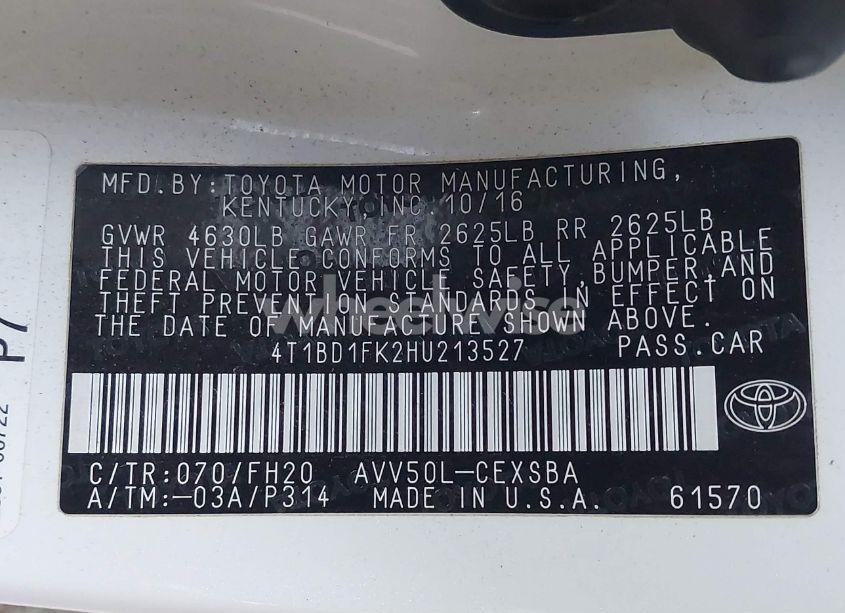 MFD.BY:TOYOTA MOTOR MANUFACTURING,
KENTUCKY, INC 10/16
GVWR 4630LB GAWR FR 2625LB RR 2625LB
THIS VEHICLE CONFORMS TO ALL APPLICABLE
FEDERAL MOTOR VEHICLE SAFETY, BUMPER, AND
THEFT PREVENTION STANDARDS IN EFFECT ON
THE DATE OF MANUFACTURE SHOWN ABOVE.
wheelwise
4T1BD1FK2HU213527 PASS.CAR
C/TR:070/FH20 AVV50L-CEXSBA
A/TM:-03A/P314 MADE IN U.S.A. 61570
P7